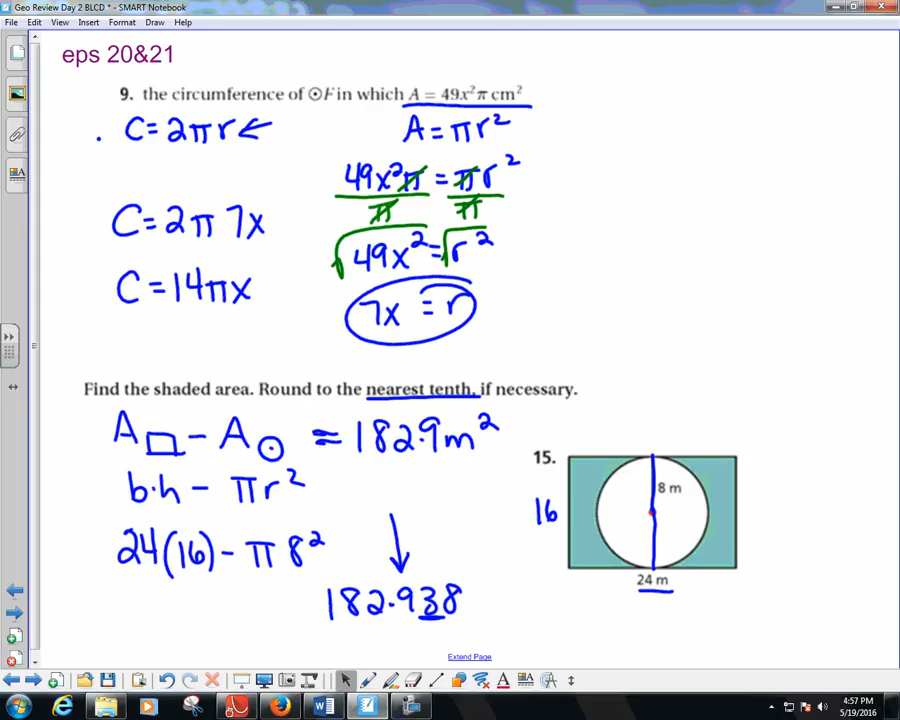 Geo Review Day 2 BLCD * - SMART Notebook
File Edit View Insert Format Draw Help
eps 20&21
9. the circumference of ⊙F in which A = 49x²π cm²
C = 2πr ←
A = πr²
49x²π = πr²
π π
C = 2π 7x
√49x² = √r²
C = 14πx
7x = r
Find the shaded area. Round to the nearest tenth, if necessary.
A▭ - A⊙ = 182.9m²
b·h - πr²
24(16) - π8²
182.938
15.
8 m
16
24 m
Extend Page
A
4:57 PM
5/19/2016